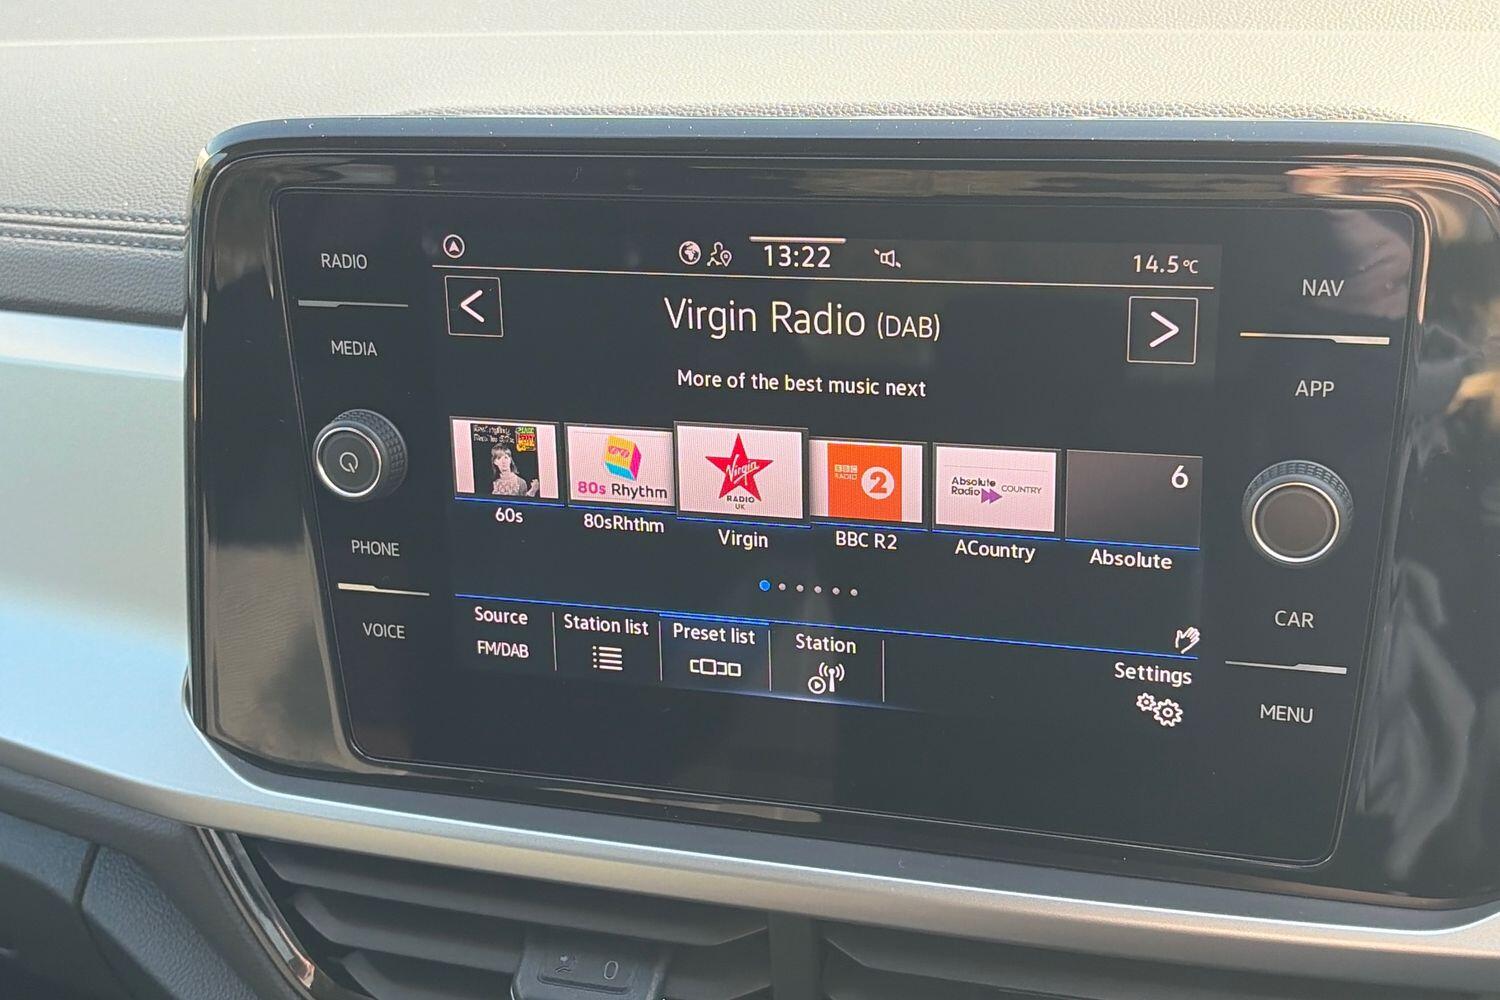 RADIO
MEDIA
PHONE
VOICE
13:22
14.5°C
Virgin Radio (DAB)
More of the best music next
80s Rhythm
Virgin
RADIO
UK
BBC
RADIO
2
Absolute
Radio COUNTRY
6
60s
80sRhthm
Virgin
BBC R2
ACountry
Absolute
Source
FM/DAB
Station list
Preset list
Station
Settings
NAV
APP
CAR
MENU
0